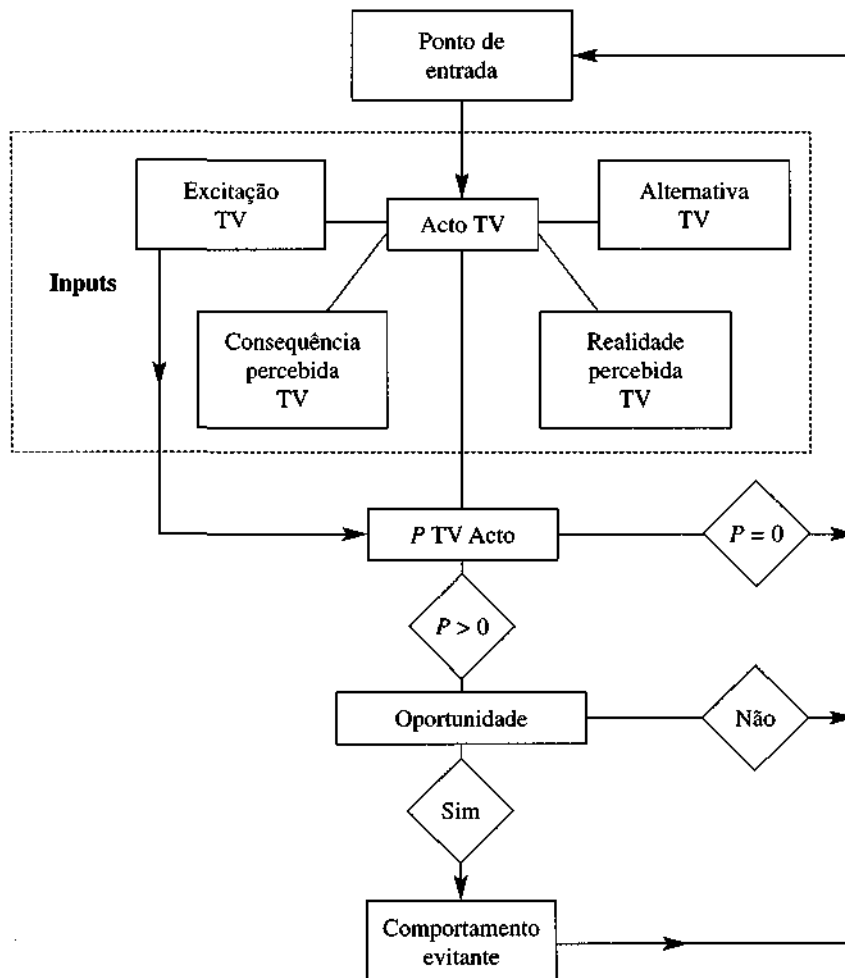 Ponto de
entrada
Excitação
TV
Acto TV
Alternativa
TV
Inputs
Consequência
percebida
TV
Realidade
percebida
TV
P TV Acto
P = 0
P > 0
Oportunidade
Não
Sim
Comportamento
evitante